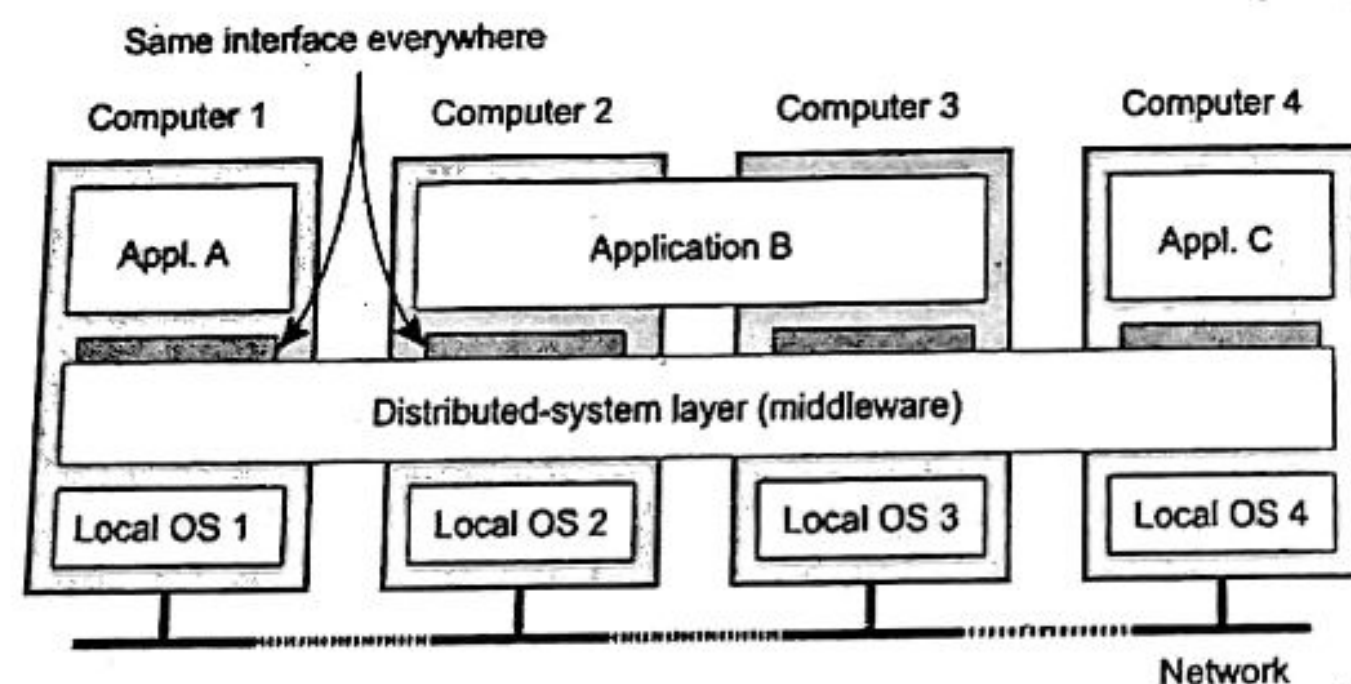 Same interface everywhere
Computer 1
Computer 2
Computer 3
Computer 4
Appl. A
Application B
Appl. C
Distributed-system layer (middleware)
Local OS 1
Local OS 2
Local OS 3
Local OS 4
Network